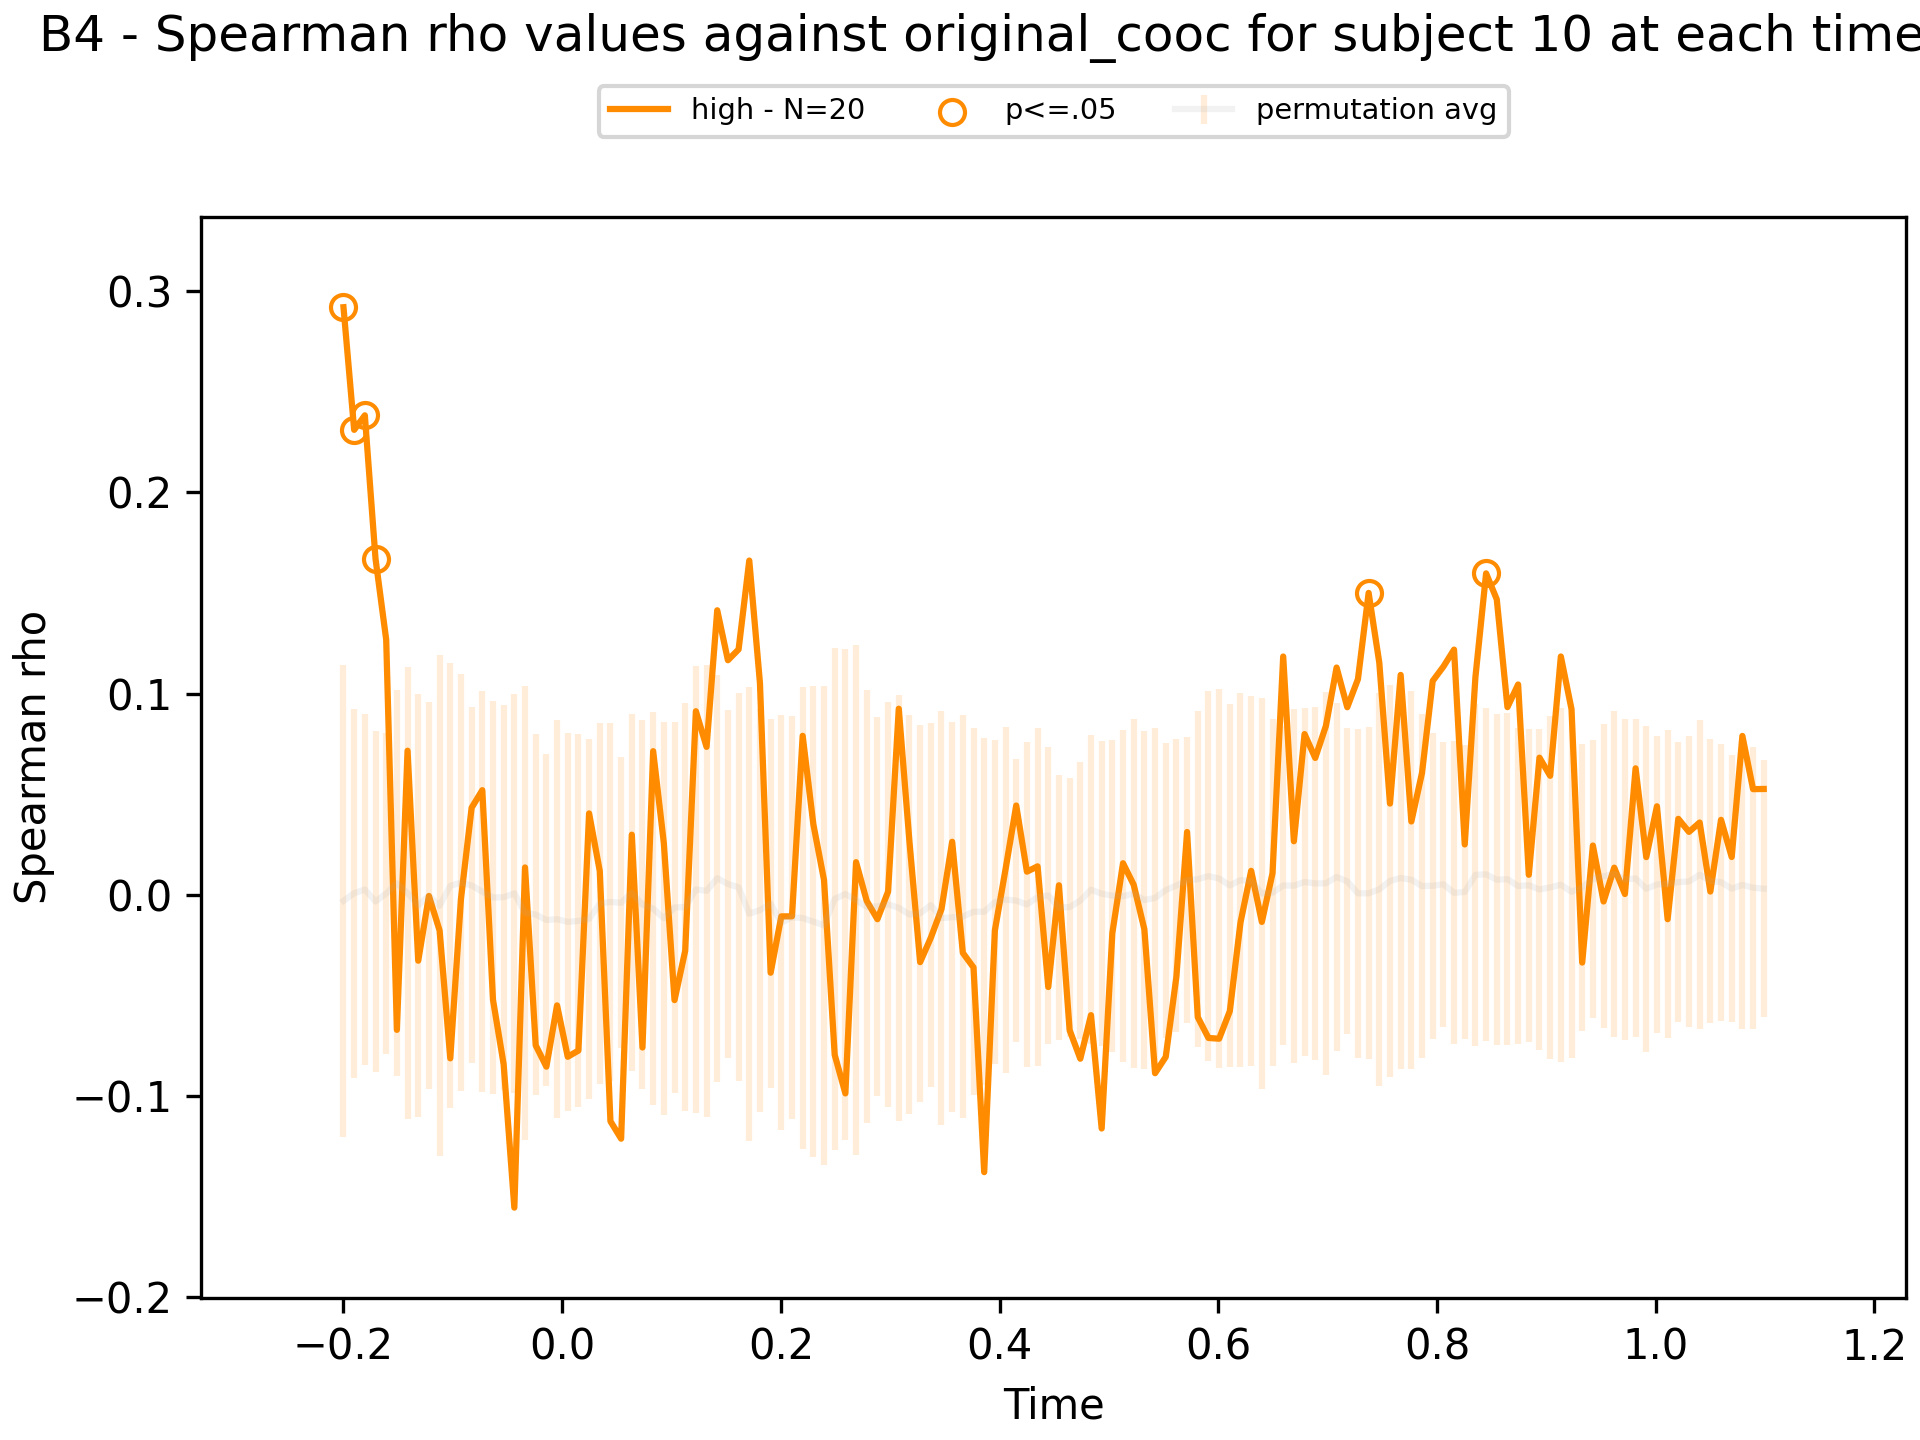 B4 - Spearman rho values against original_cooc for subject 10 at each time
high - N=20 p<=.05 permutation avg
Spearman rho
0.3
0.2
0.1
0.0
−0.1
−0.2
−0.2 0.0 0.2 0.4 0.6 0.8 1.0 1.2
Time